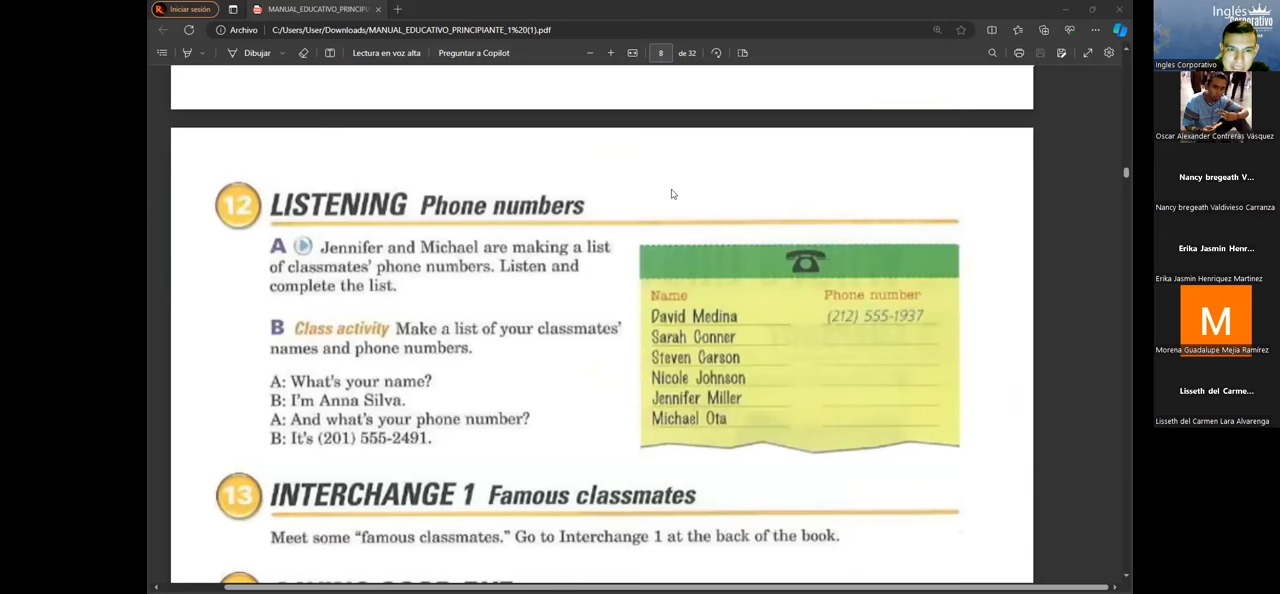 Iniciar sesión
MANUAL_EDUCATIVO_PRINCIPI
Archivo
C:/Users/User/Downloads/MANUAL_EDUCATIVO_PRINCIPIANTE_1%20(1).pdf
Dibujar
Lectura en voz alta
Preguntar a Copilot
8
de 32
12 LISTENING Phone numbers
A Jennifer and Michael are making a list
of classmates' phone numbers. Listen and
complete the list.
B Class activity Make a list of your classmates'
names and phone numbers.
A: What's your name?
B: I'm Anna Silva.
A: And what's your phone number?
B: It's (201) 555-2491.
Name Phone number
David Medina (212) 555-1937
Sarah Conner
Steven Carson
Nicole Johnson
Jennifer Miller
Michael Ota
13 INTERCHANGE 1 Famous classmates
Meet some "famous classmates." Go to Interchange 1 at the back of the book.
Inglés
Corporativo
Ingles Corporativo
Oscar Alexander Contreras Vásquez
Nancy bregeath V...
Nancy bregeath Valdivieso Carranza
Erika Jasmin Henr...
Erika Jasmin Henriquez Martinez
M
Morena Guadalupe Mejía Ramírez
Lisseth del Carme...
Lisseth del Carmen Lara Alvarenga